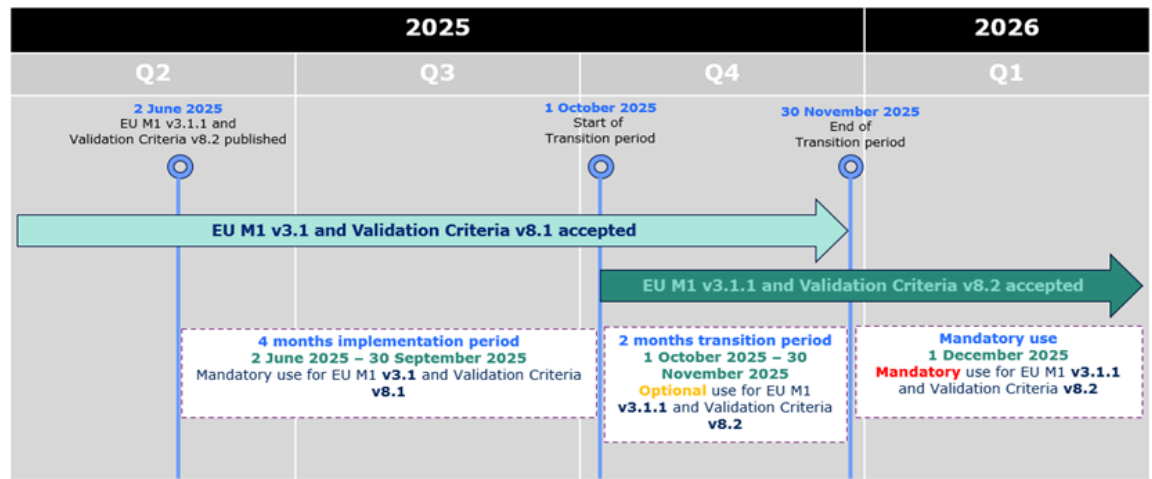 2025
2026
Q2
Q3
Q4
Q1
2 June 2025
EU M1 v3.1.1 and
Validation Criteria v8.2 published
1 October 2025
Start of
Transition period
30 November 2025
End of
Transition period
EU M1 v3.1 and Validation Criteria v8.1 accepted
EU M1 v3.1.1 and Validation Criteria v8.2 accepted
4 months implementation period
2 June 2025 – 30 September 2025
Mandatory use for EU M1 v3.1 and Validation Criteria
v8.1
2 months transition period
1 October 2025 – 30
November 2025
Optional use for EU M1
v3.1.1 and Validation Criteria
v8.2
Mandatory use
1 December 2025
Mandatory use for EU M1 v3.1.1
and Validation Criteria v8.2